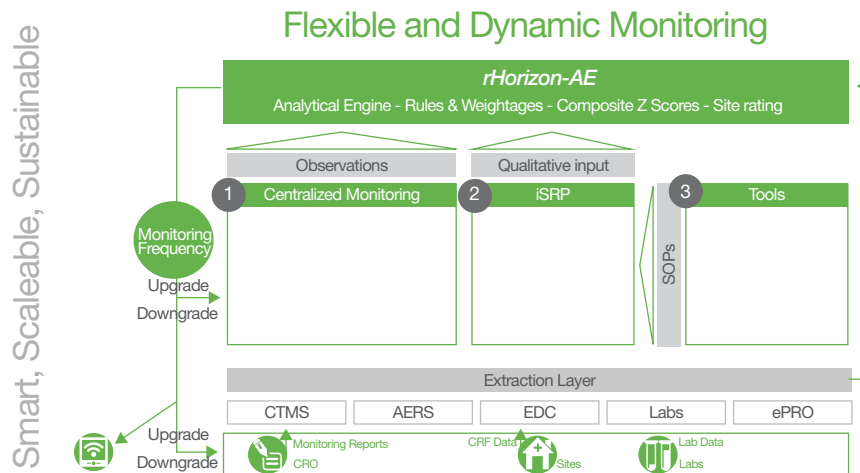 Flexible and Dynamic Monitoring
Smart, Scaleable, Sustainable
rHorizon-AE
Analytical Engine - Rules & Weightages - Composite Z Scores - Site rating
Observations
Qualitative input
1
Centralized Monitoring
2
iSRP
SOPs
3
Tools
Monitoring
Frequency
Upgrade
Downgrade
Extraction Layer
CTMS
AERS
EDC
Labs
ePRO
Upgrade
Downgrade
Monitoring Reports
CRO
CRF Data
Sites
Lab Data
Labs